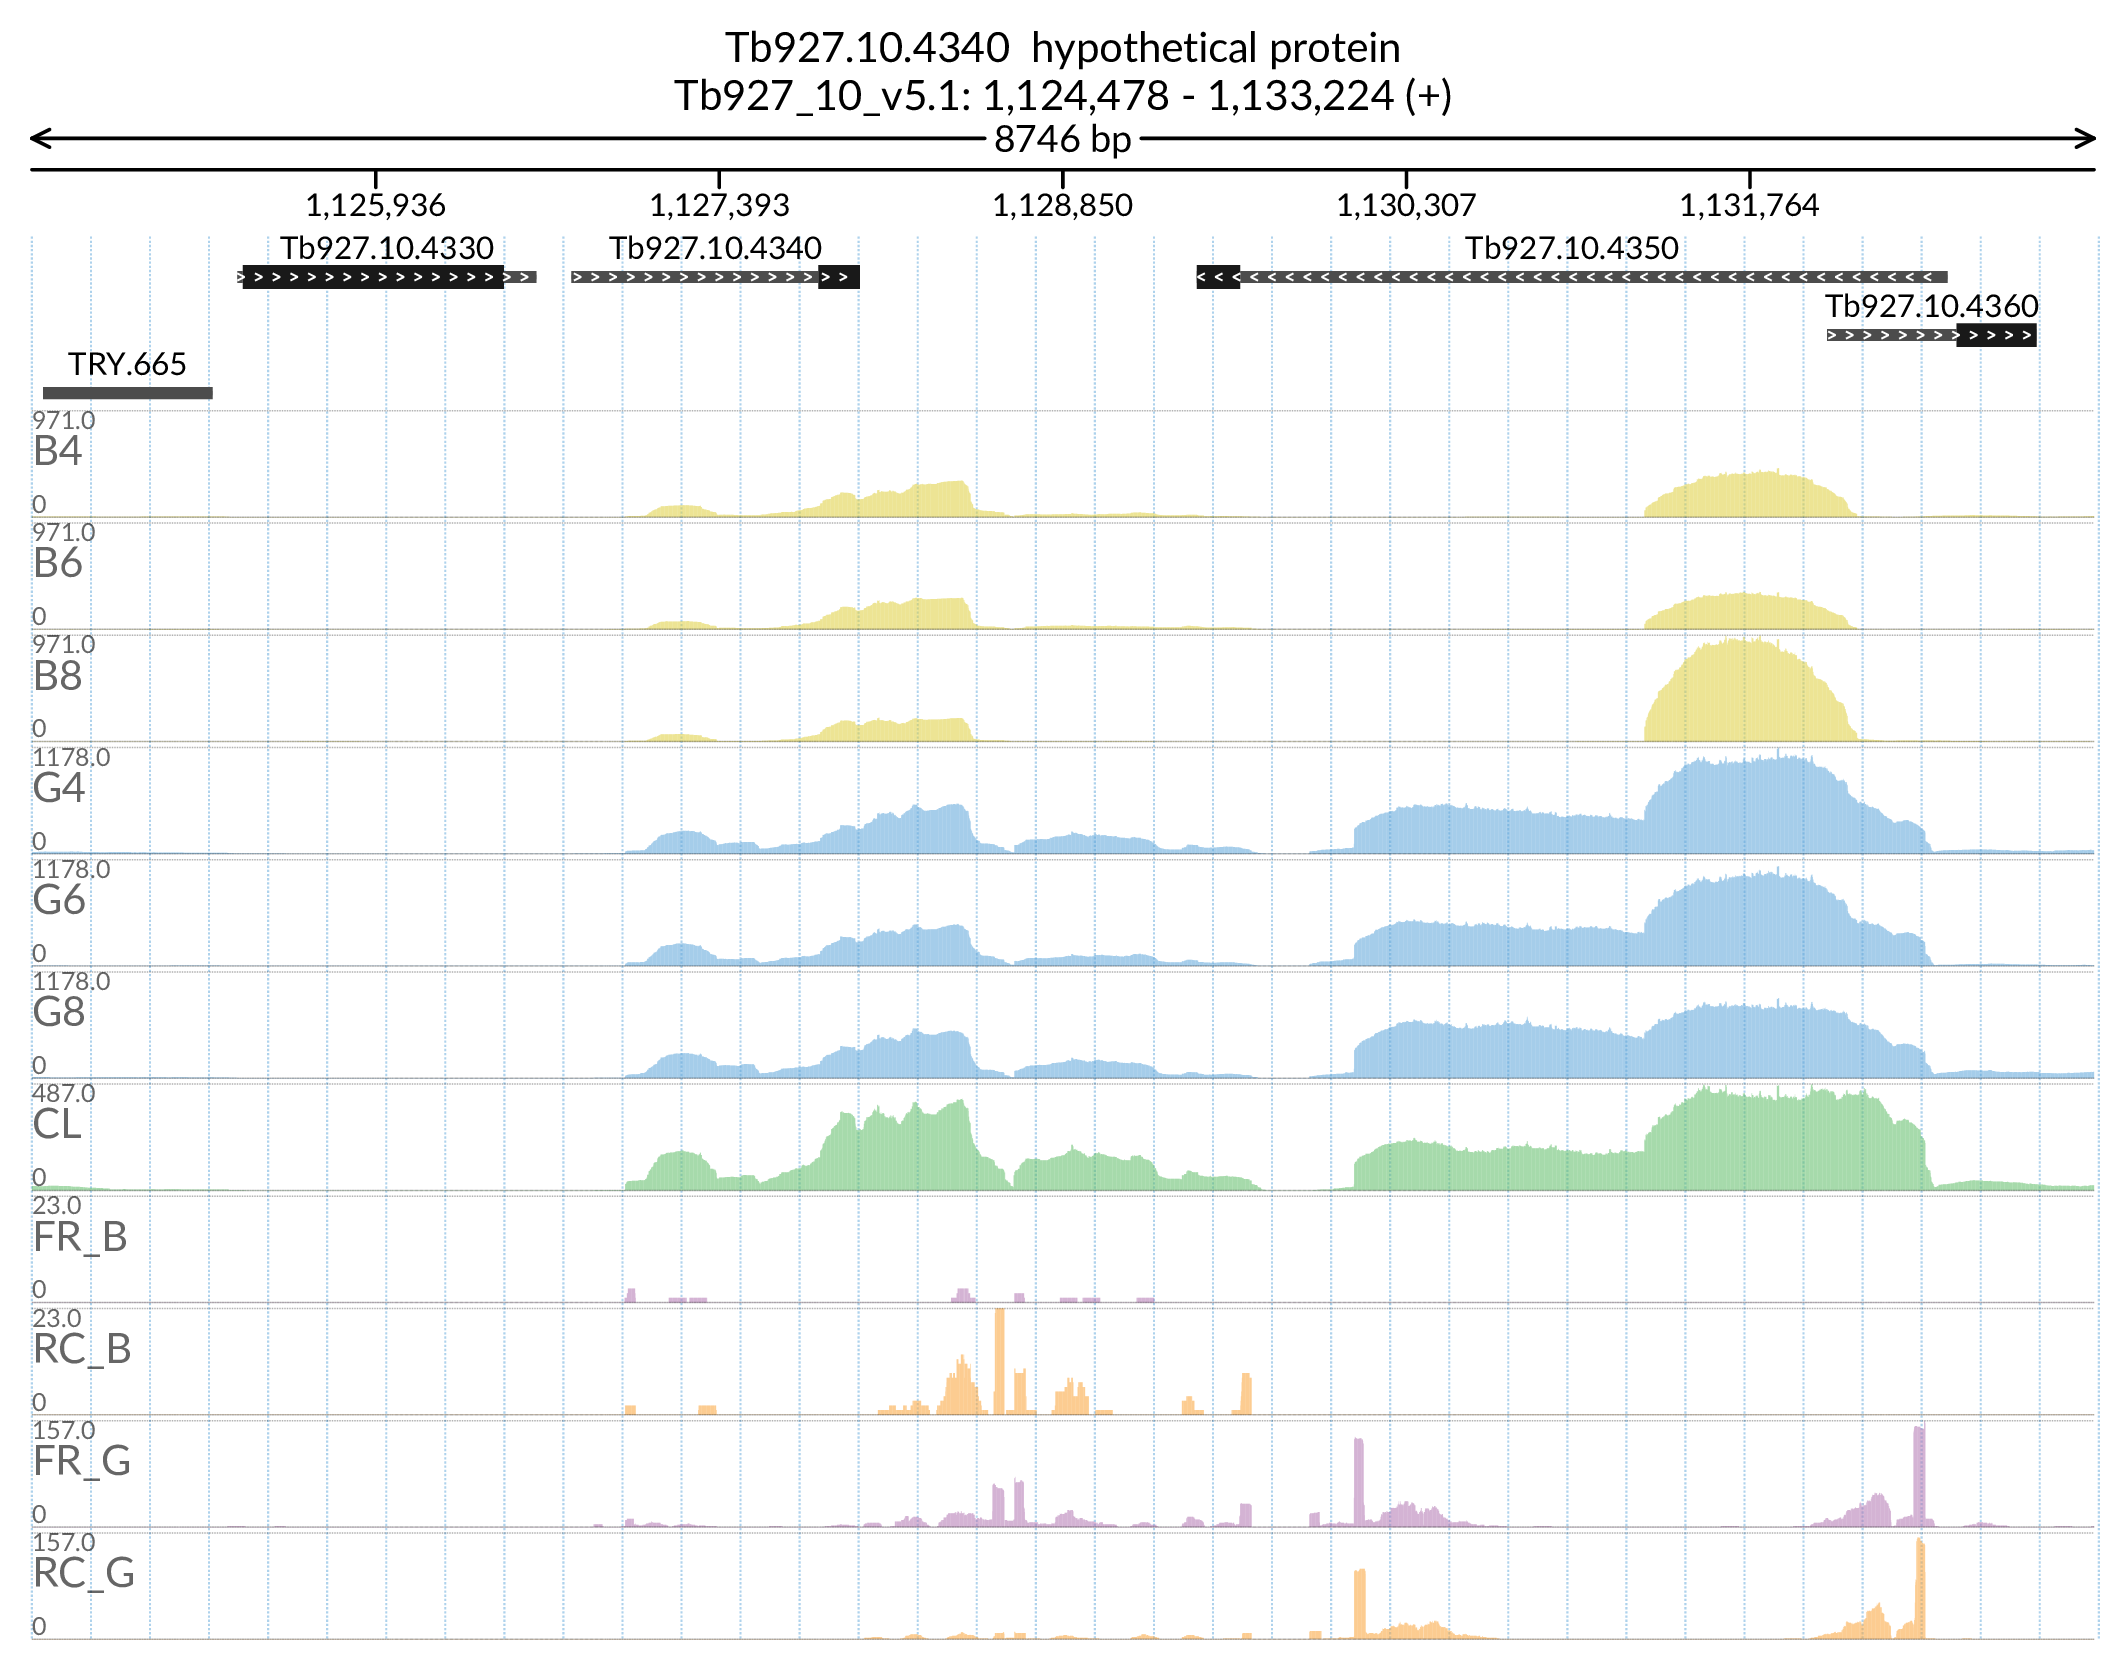 Tb927.10.4340 hypothetical protein
Tb927_10_v5.1: 1,124,478 - 1,133,224 (+)
8746 bp
1,125,936 1,127,393 1,128,850 1,130,307 1,131,764
Tb927.10.4330 Tb927.10.4340 Tb927.10.4350
Tb927.10.4360
TRY.665
971.0
B4
0
971.0
B6
0
971.0
B8
0
1178.0
G4
0
1178.0
G6
0
1178.0
G8
0
487.0
CL
0
23.0
FR_B
0
23.0
RC_B
0
157.0
FR_G
0
157.0
RC_G
0